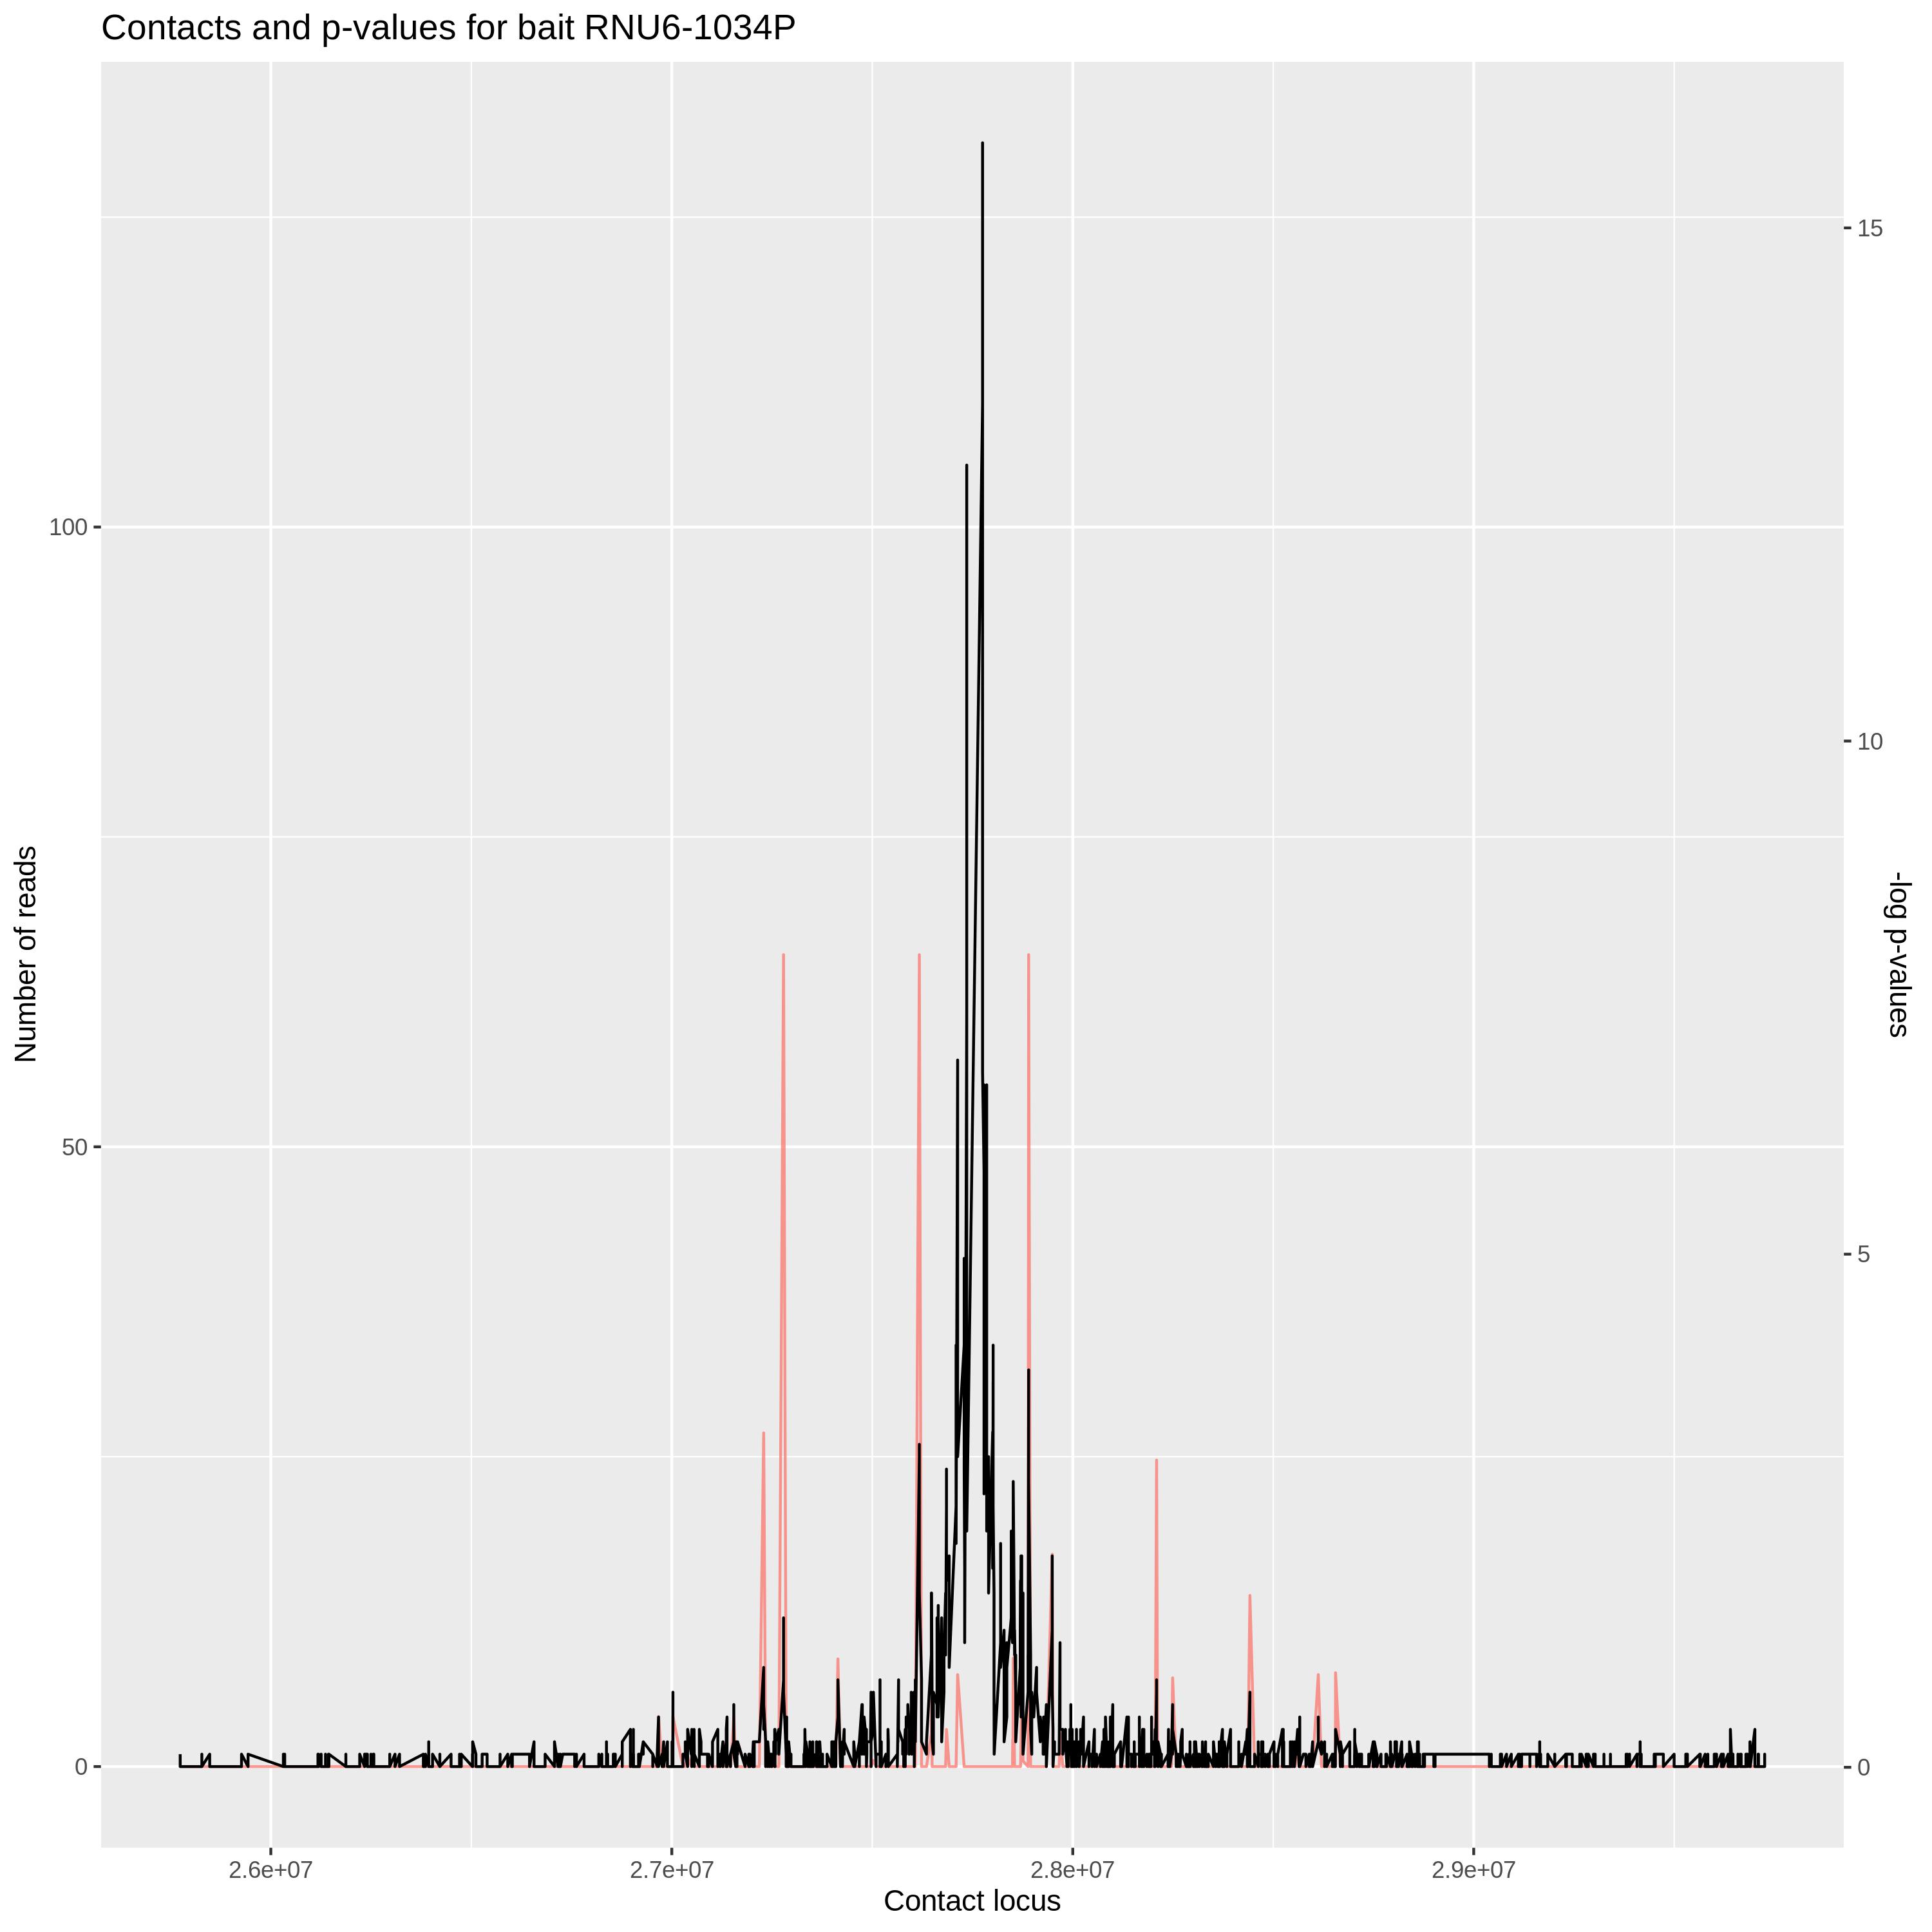 Contacts and p-values for bait RNU6-1034P
Number of reads
100
50
0
15
10
5
0
-log p-values
2.6e+07
2.7e+07
2.8e+07
2.9e+07
Contact locus